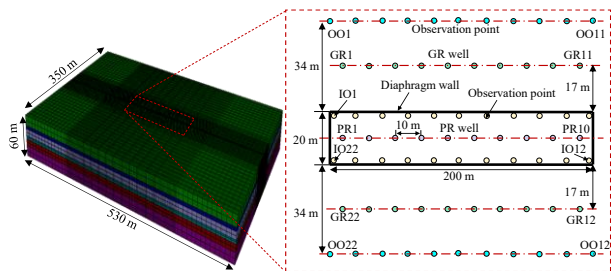 350 m
60 m
530 m
OO1
Observation point
OO11
34 m
GR1
GR well
GR11
17 m
IO1
Diaphragm wall
Observation point
20 m
PR1
10 m
PR well
PR10
IO22
IO12
200 m
17 m
34 m
GR22
GR12
OO22
OO12